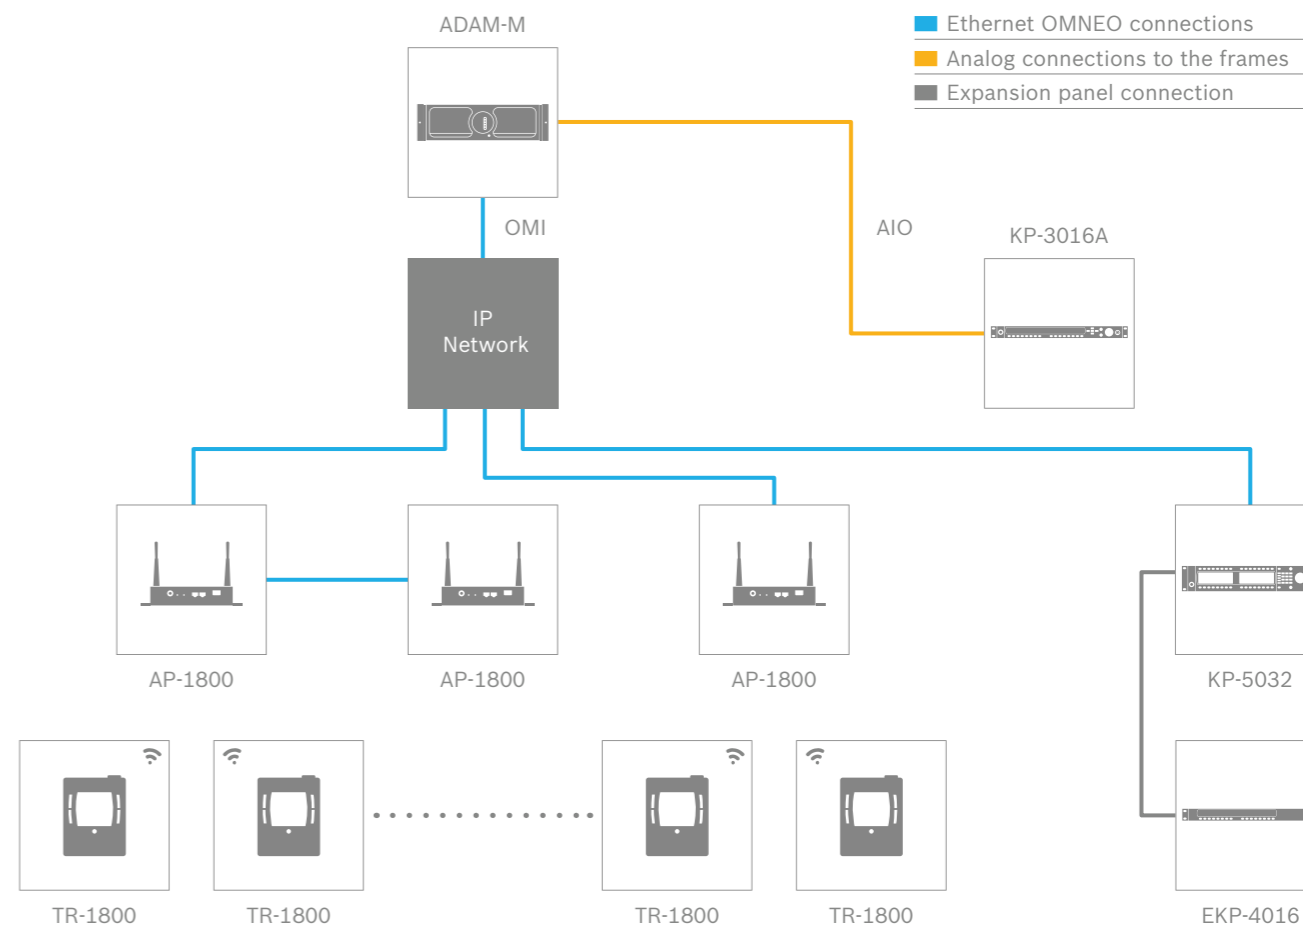 ADAM-M
Ethernet OMNEO connections
Analog connections to the frames
Expansion panel connection
OMI
AIO
KP-3016A
IP
Network
AP-1800
AP-1800
AP-1800
KP-5032
TR-1800
TR-1800
TR-1800
TR-1800
EKP-4016